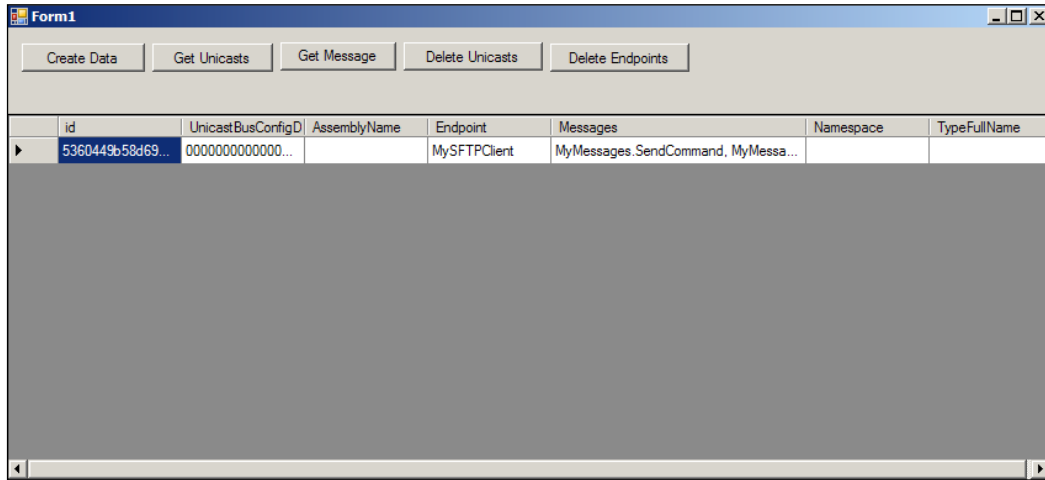 Form1
Create Data Get Unicasts Get Message Delete Unicasts Delete Endpoints
id UnicastBusConfigD AssemblyName Endpoint Messages Namespace TypeFullName
5360449b58d69... 0000000000000... MySFTPClient MyMessages.SendCommand, MyMessa...